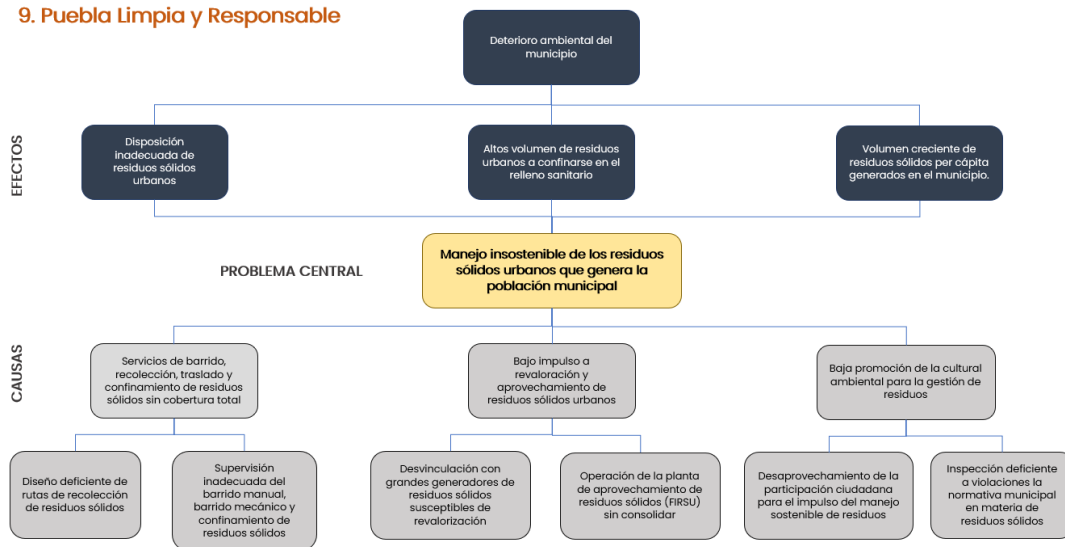 9. Puebla Limpia y Responsable
Deterioro ambiental del
municipio
EFECTOS
Disposición
inadecuada de
residuos sólidos
urbanos
Altos volumen de residuos
urbanos a confinarse en el
relleno sanitario
Volumen creciente de
residuos sólidos per cápita
generados en el municipio.
PROBLEMA CENTRAL
Manejo insostenible de los residuos
sólidos urbanos que genera la
población municipal
CAUSAS
Servicios de barrido,
recolección, traslado y
confinamiento de residuos
sólidos sin cobertura total
Bajo impulso a
revaloración y
aprovechamiento de
residuos sólidos urbanos
Baja promoción de la cultural
ambiental para la gestión de
residuos
Diseño deficiente de
rutas de recolección
de residuos sólidos
Supervisión
inadecuada del
barrido manual,
barrido mecánico y
confinamiento de
residuos sólidos
Desvinculación con
grandes generadores de
residuos sólidos
susceptibles de
revalorización
Operación de la planta
de aprovechamiento de
residuos sólidos (FIRSU)
sin consolidar
Desaprovechamiento de la
participación ciudadana
para el impulso del manejo
sostenible de residuos
Inspección deficiente
a violaciones la
normativa municipal
en materia de
residuos sólidos